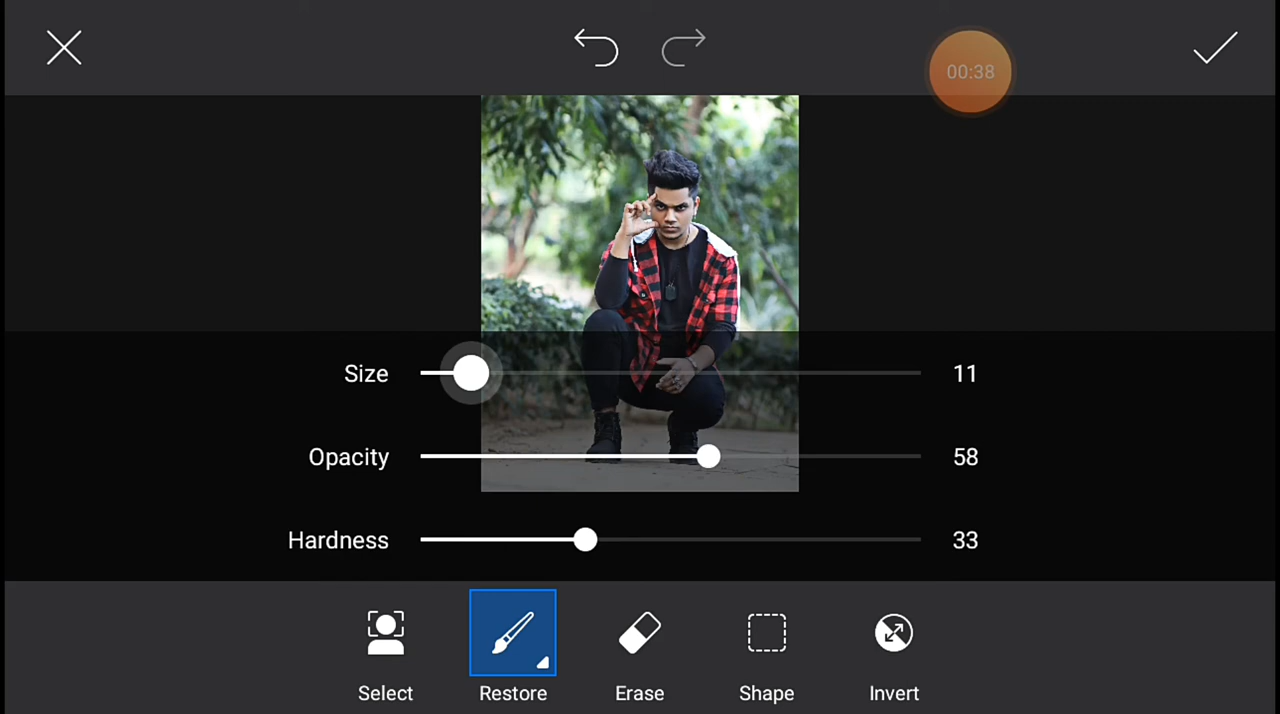 00:38
Size 11
Opacity 58
Hardness 33
Select Restore Erase Shape Invert